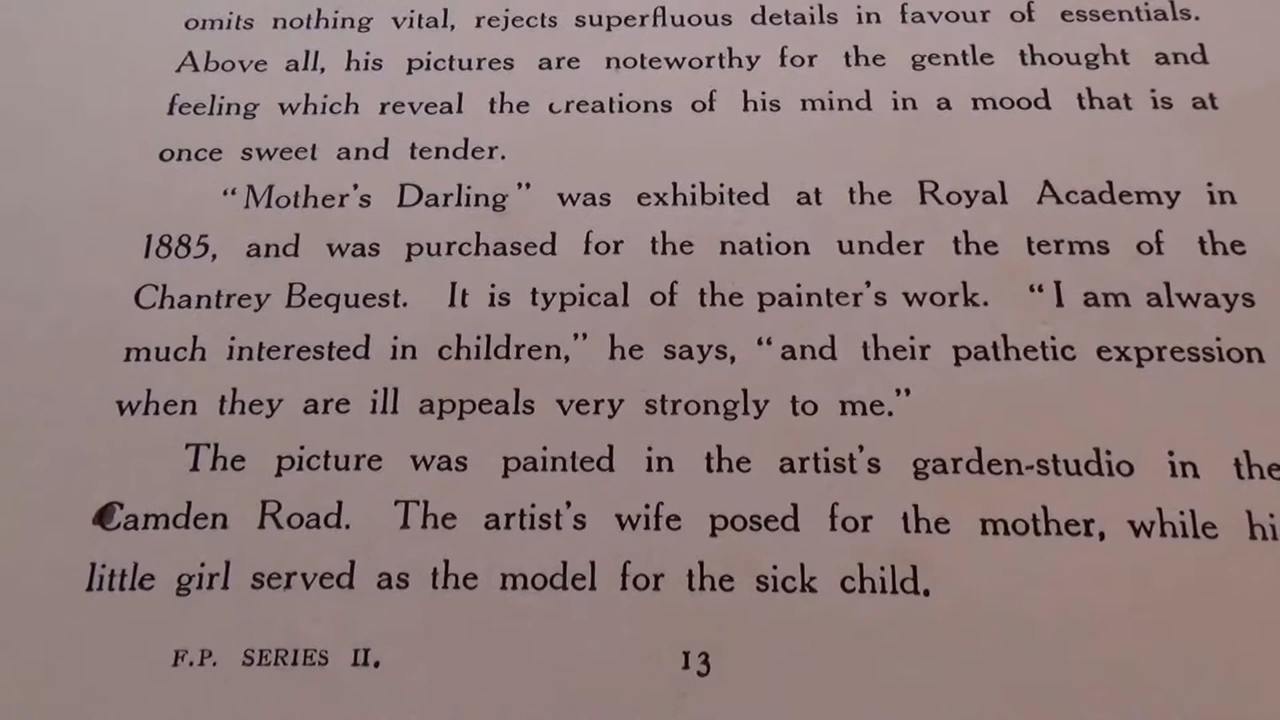 omits nothing vital, rejects superfluous details in favour of essentials.
Above all, his pictures are noteworthy for the gentle thought and
feeling which reveal the creations of his mind in a mood that is at
once sweet and tender.
“Mother’s Darling” was exhibited at the Royal Academy in
1885, and was purchased for the nation under the terms of the
Chantrey Bequest. It is typical of the painter’s work. “I am always
much interested in children,” he says, “and their pathetic expression
when they are ill appeals very strongly to me.”
The picture was painted in the artist’s garden-studio in the
Camden Road. The artist’s wife posed for the mother, while hi
little girl served as the model for the sick child.
F.P. SERIES II. 13